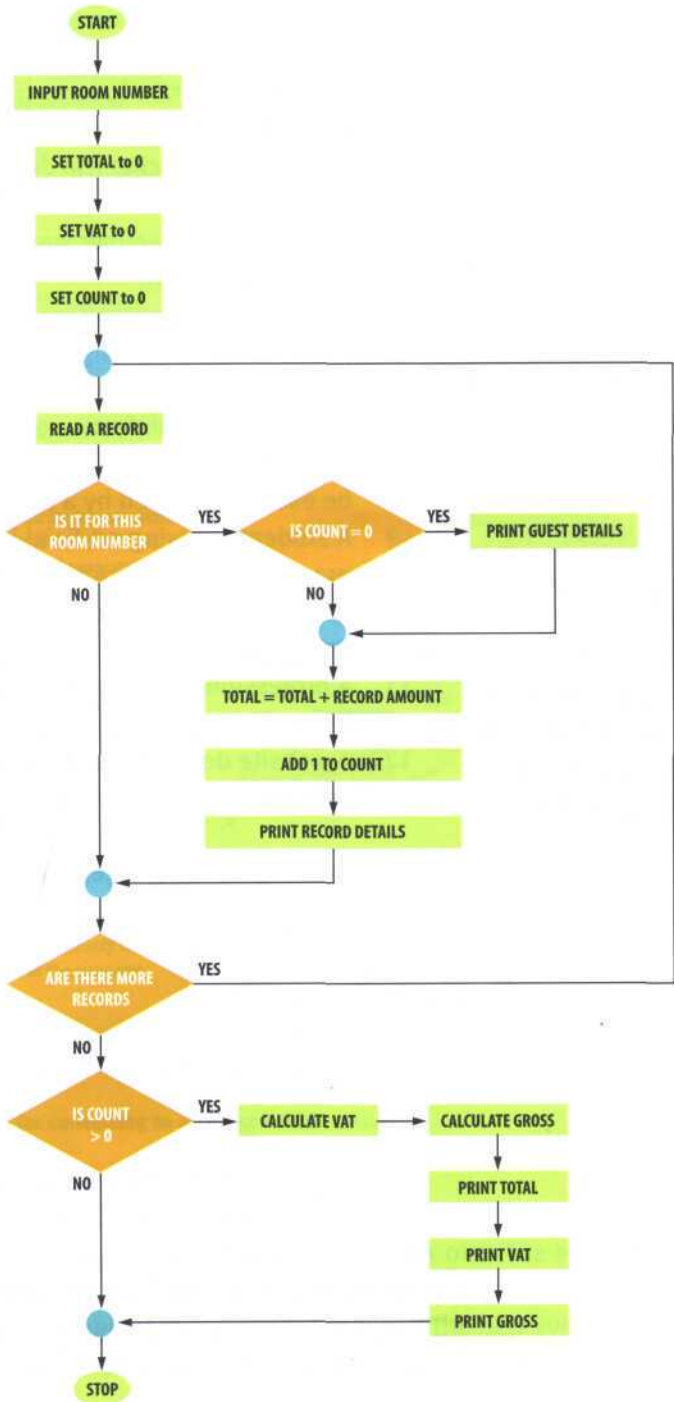 START
INPUT ROOM NUMBER
SET TOTAL to 0
SET VAT to 0
SET COUNT to 0
READ A RECORD
IS IT FOR THIS
ROOM NUMBER
YES
IS COUNT = 0
YES
PRINT GUEST DETAILS
NO
NO
TOTAL = TOTAL + RECORD AMOUNT
ADD 1 TO COUNT
PRINT RECORD DETAILS
ARE THERE MORE
RECORDS
YES
NO
IS COUNT
> 0
YES
CALCULATE VAT
CALCULATE GROSS
NO
PRINT TOTAL
PRINT VAT
PRINT GROSS
STOP